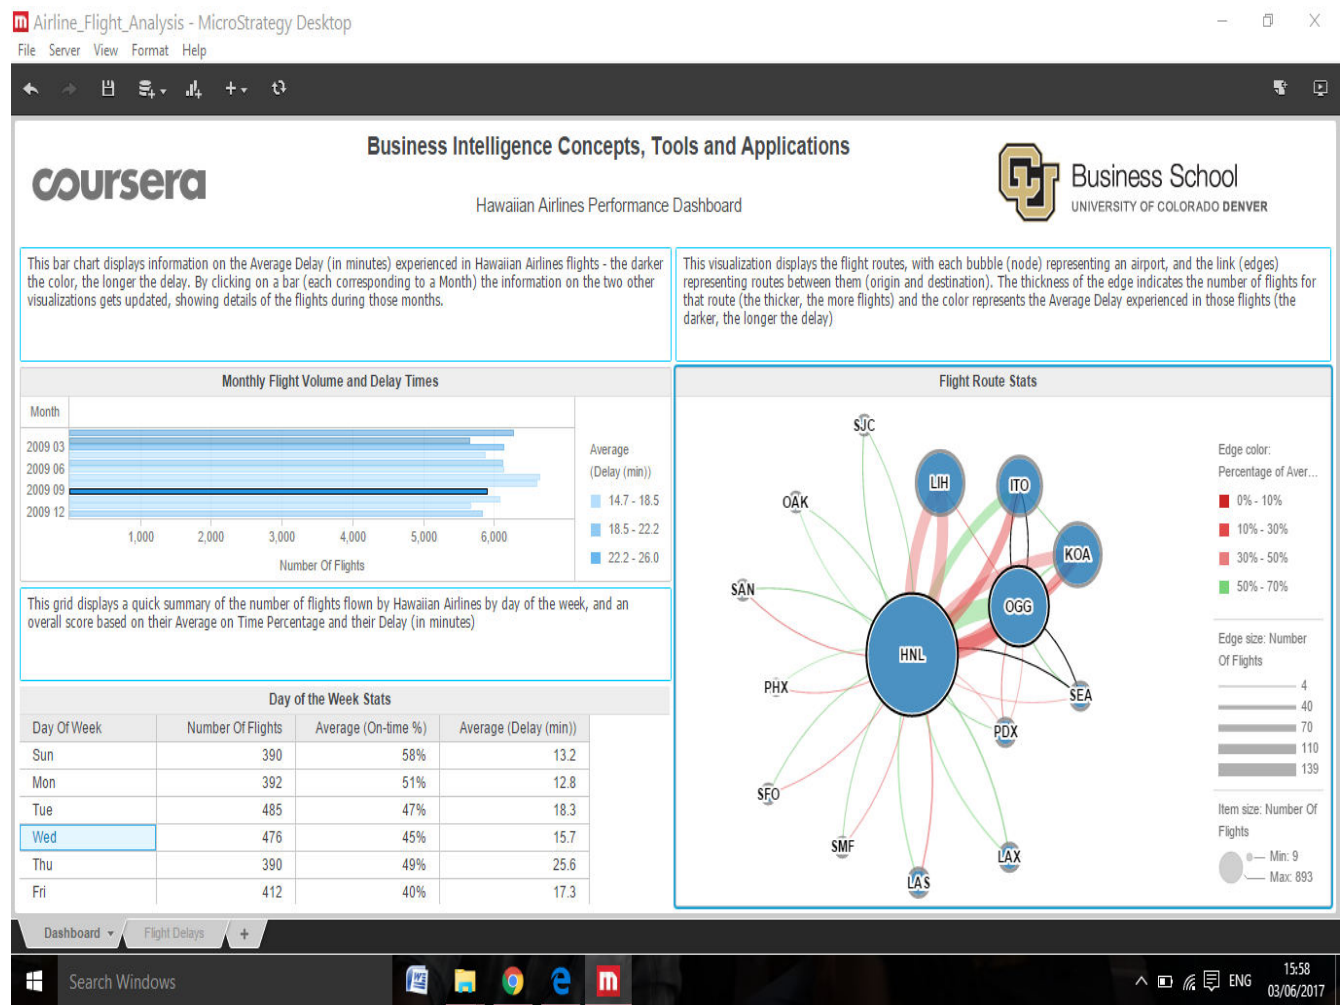 Airline_Flight_Analysis - MicroStrategy Desktop
File Server View Format Help
coursera
Business Intelligence Concepts, Tools and Applications
Hawaiian Airlines Performance Dashboard
CU
Business School
UNIVERSITY OF COLORADO DENVER
This bar chart displays information on the Average Delay (in minutes) experienced in Hawaiian Airlines flights - the darker
the color, the longer the delay. By clicking on a bar (each corresponding to a Month) the information on the two other
visualizations gets updated, showing details of the flights during those months.
This visualization displays the flight routes, with each bubble (node) representing an airport, and the link (edges)
representing routes between them (origin and destination). The thickness of the edge indicates the number of flights for
that route (the thicker, the more flights) and the color represents the Average Delay experienced in those flights (the
darker, the longer the delay)
Monthly Flight Volume and Delay Times
Month
2009 03
2009 06
2009 09
2009 12
1,000 2,000 3,000 4,000 5,000 6,000
Number Of Flights
Average
(Delay (min))
14.7 - 18.5
18.5 - 22.2
22.2 - 26.0
This grid displays a quick summary of the number of flights flown by Hawaiian Airlines by day of the week, and an
overall score based on their Average on Time Percentage and their Delay (in minutes)
Day of the Week Stats
Day Of Week Number Of Flights Average (On-time %) Average (Delay (min))
Sun 390 58% 13.2
Mon 392 51% 12.8
Tue 485 47% 18.3
Wed 476 45% 15.7
Thu 390 49% 25.6
Fri 412 40% 17.3
Flight Route Stats
SJC
LIH
ITO
OAK
KOA
SAN
OGG
HNL
PHX
SEA
PDX
SFO
SMF
LAX
LAS
Edge color:
Percentage of Aver...
0% - 10%
10% - 30%
30% - 50%
50% - 70%
Edge size: Number
Of Flights
4
40
70
110
139
Item size: Number Of
Flights
Min: 9
Max: 893
Dashboard Flight Delays +
Search Windows
ENG
15:58
03/06/2017